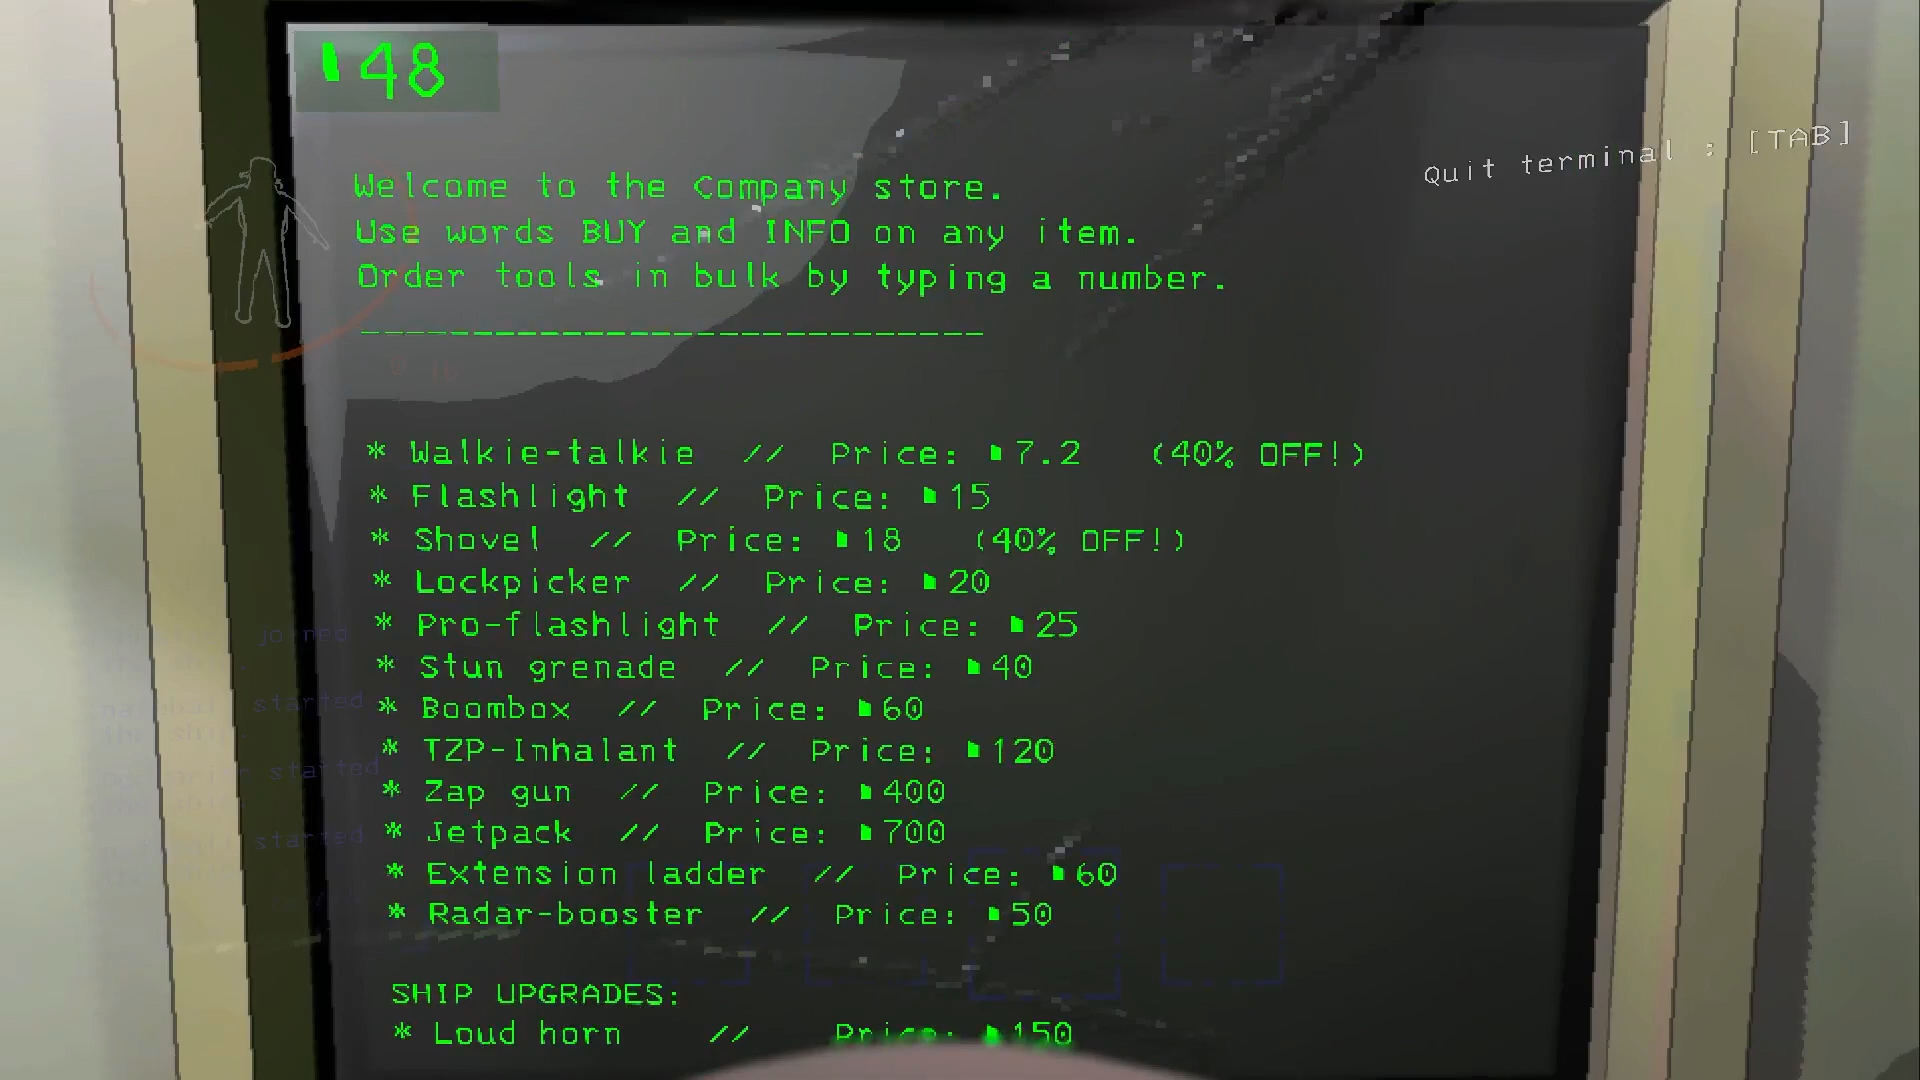 48
Quit terminal : [TAB]
Welcome to the Company store.
Use words BUY and INFO on any item.
Order tools in bulk by typing a number.
----------------------------
* Walkie-talkie // Price: 7.2 (40% OFF!)
* Flashlight // Price: 15
* Shovel // Price: 18 (40% OFF!)
* Lockpicker // Price: 20
* Pro-flashlight // Price: 25
* Stun grenade // Price: 40
* Boombox // Price: 60
* TZP-Inhalant // Price: 120
* Zap gun // Price: 400
* Jetpack // Price: 700
* Extension ladder // Price: 60
* Radar-booster // Price: 50
SHIP UPGRADES:
* Loud horn // Price: 150
joined
started
started
started